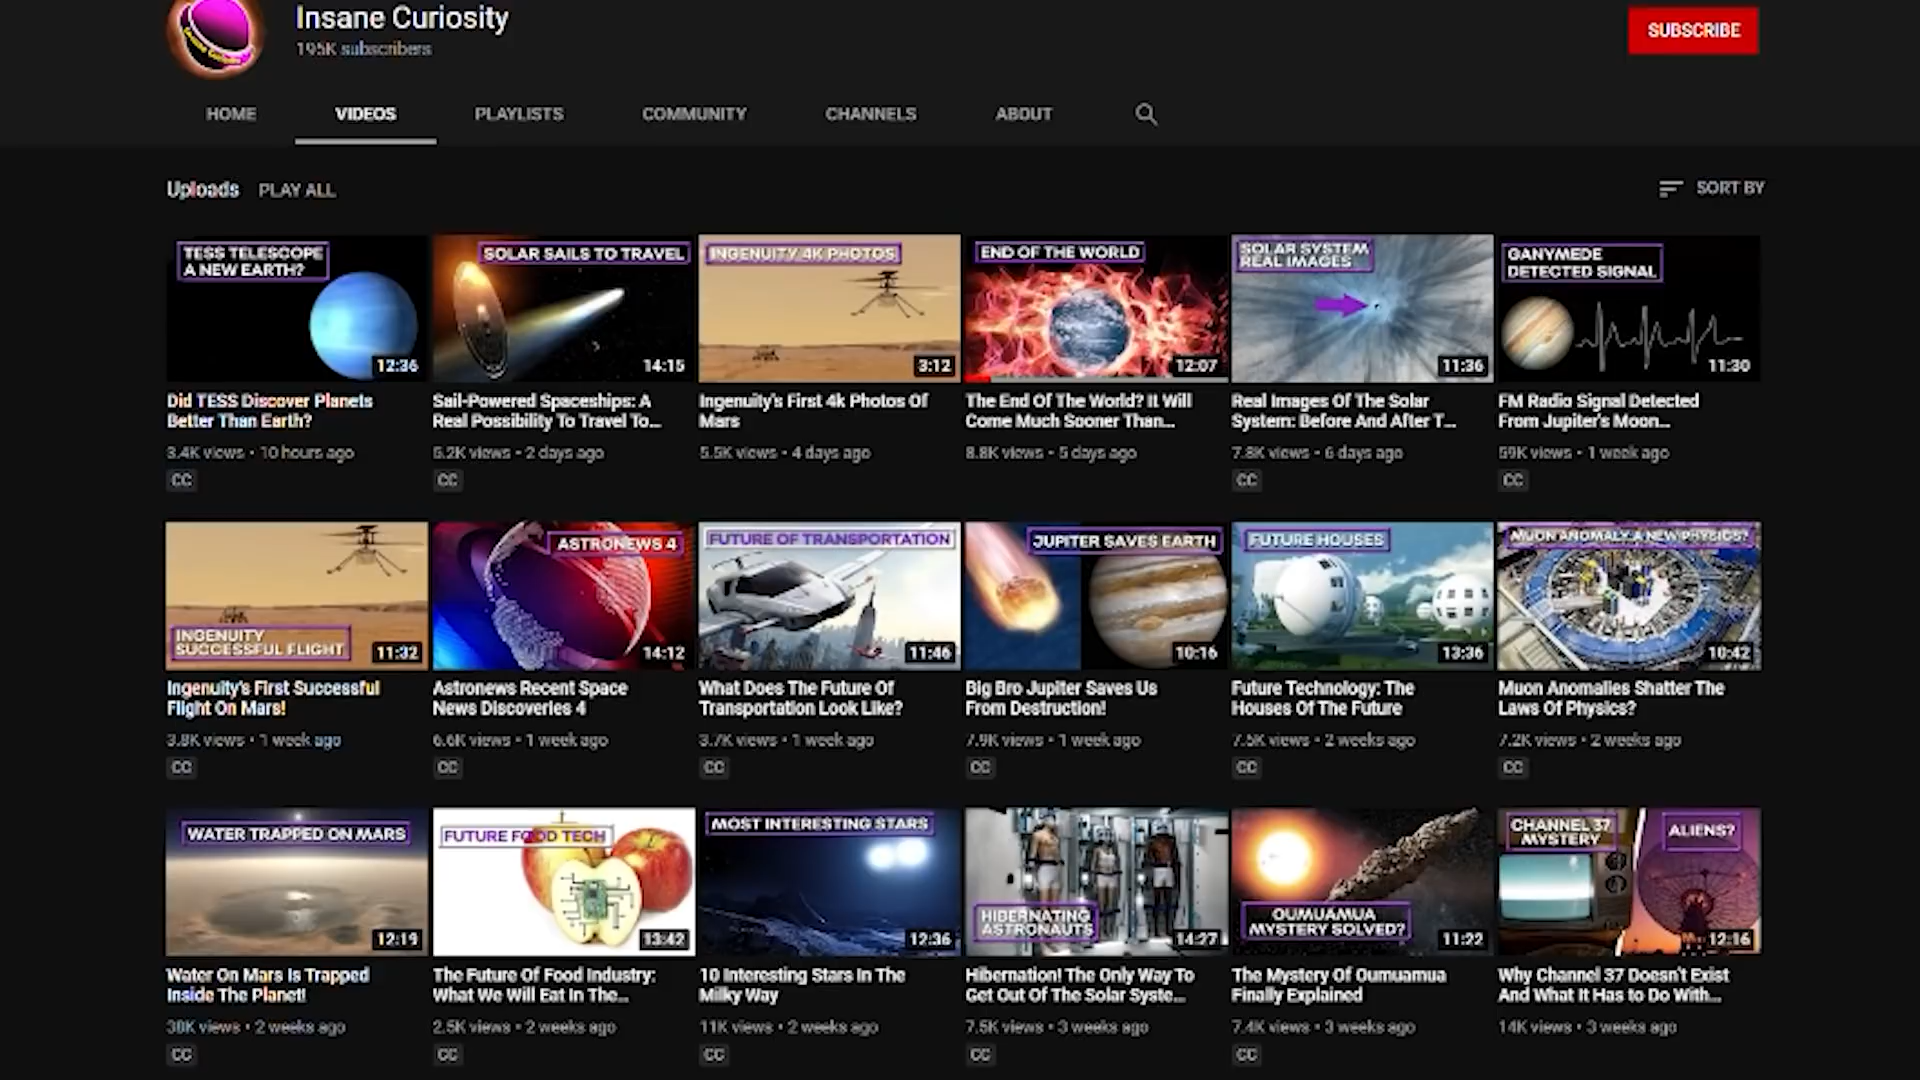 Insane Curiosity
195K subscribers
SUBSCRIBE
HOME VIDEOS PLAYLISTS COMMUNITY CHANNELS ABOUT
Uploads PLAY ALL
SORT BY
TESS TELESCOPE
A NEW EARTH?
12:36
SOLAR SAILS TO TRAVEL
14:15
INGENUITY 4K PHOTOS
3:12
END OF THE WORLD
12:07
SOLAR SYSTEM
REAL IMAGES
11:36
GANYMEDE
DETECTED SIGNAL
11:30
Did TESS Discover Planets
Better Than Earth?
3.4K views • 10 hours ago
CC
Sail-Powered Spaceships: A
Real Possibility To Travel To...
5.2K views • 2 days ago
CC
Ingenuity's First 4k Photos Of
Mars
5.5K views • 4 days ago
The End Of The World? It Will
Come Much Sooner Than...
8.8K views • 5 days ago
Real Images Of The Solar
System: Before And After T...
7.8K views • 6 days ago
CC
FM Radio Signal Detected
From Jupiter's Moon...
59K views • 1 week ago
CC
INGENUITY
SUCCESSFUL FLIGHT
11:32
ASTRONEWS 4
14:12
FUTURE OF TRANSPORTATION
11:46
JUPITER SAVES EARTH
10:16
FUTURE HOUSES
13:36
MUON ANOMALY A NEW PHYSICS?
10:42
Ingenuity's First Successful
Flight On Mars!
3.8K views • 1 week ago
CC
Astronews Recent Space
News Discoveries 4
6.6K views • 1 week ago
CC
What Does The Future Of
Transportation Look Like?
3.7K views • 1 week ago
CC
Big Bro Jupiter Saves Us
From Destruction!
7.9K views • 1 week ago
CC
Future Technology: The
Houses Of The Future
7.5K views • 2 weeks ago
CC
Muon Anomalies Shatter The
Laws Of Physics?
7.2K views • 2 weeks ago
CC
WATER TRAPPED ON MARS
12:19
FUTURE FOOD TECH
13:42
MOST INTERESTING STARS
12:36
HIBERNATING
ASTRONAUTS
14:27
OUMUAMUA
MYSTERY SOLVED?
11:22
CHANNEL 37
MYSTERY
ALIENS?
12:16
Water On Mars Is Trapped
Inside The Planet!
30K views • 2 weeks ago
CC
The Future Of Food Industry:
What We Will Eat In The...
2.5K views • 2 weeks ago
CC
10 Interesting Stars In The
Milky Way
11K views • 2 weeks ago
CC
Hibernation! The Only Way To
Get Out Of The Solar Syste...
7.5K views • 3 weeks ago
CC
The Mystery Of Oumuamua
Finally Explained
7.4K views • 3 weeks ago
CC
Why Channel 37 Doesn't Exist
And What It Has to Do With...
14K views • 3 weeks ago